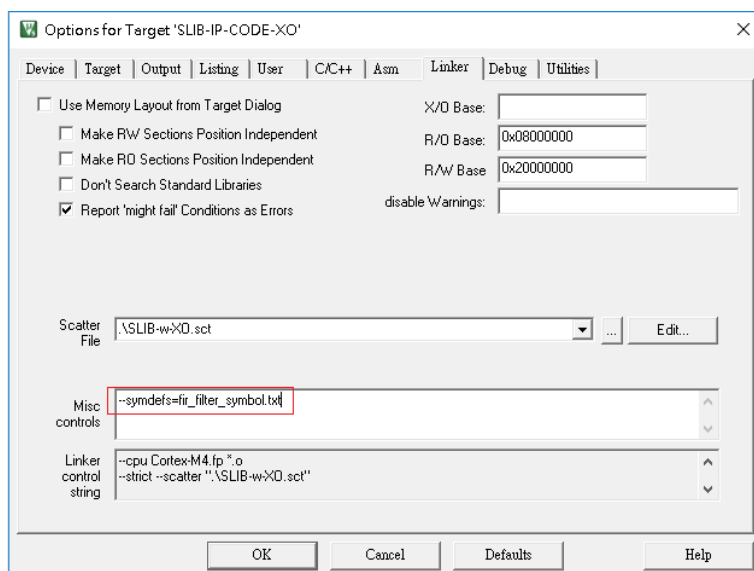 Options for Target 'SLIB-IP-CODE-XO'
Device | Target | Output | Listing | User | C/C++ | Asm | Linker | Debug | Utilities |
Use Memory Layout from Target Dialog
X/O Base:
Make RW Sections Position Independent
R/O Base: 0x08000000
Make RO Sections Position Independent
R/W Base 0x20000000
Don't Search Standard Libraries
disable Warnings:
Report 'might fail' Conditions as Errors
Scatter File
.\SLIB-w-XO.sct
...
Edit...
Misc controls
--symdefs=fir_filter_symbol.txt
Linker control string
--cpu Cortex-M4.fp *.o
--strict --scatter ".\SLIB-w-XO.sct"
OK
Cancel
Defaults
Help